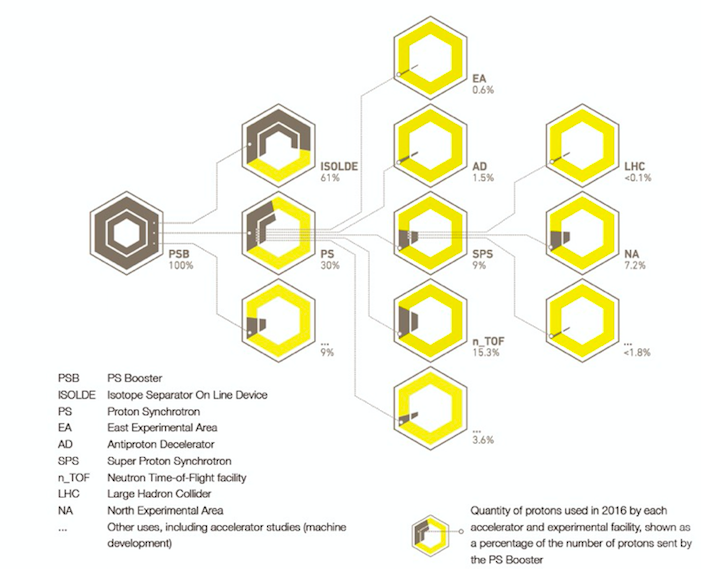 EA
0.6%
ISOLDE
61%
AD
1.5%
LHC
<0.1%
PSB
100%
PS
30%
SPS
9%
NA
7.2%
...
9%
n_TOF
15.3%
...
<1.8%
...
3.6%
PSB PS Booster
ISOLDE Isotope Separator On Line Device
PS Proton Synchrotron
EA East Experimental Area
AD Antiproton Decelerator
SPS Super Proton Synchrotron
n_TOF Neutron Time-of-Flight facility
LHC Large Hadron Collider
NA North Experimental Area
... Other uses, including accelerator studies (machine
development)
Quantity of protons used in 2016 by each
accelerator and experimental facility, shown as
a percentage of the number of protons sent by
the PS Booster